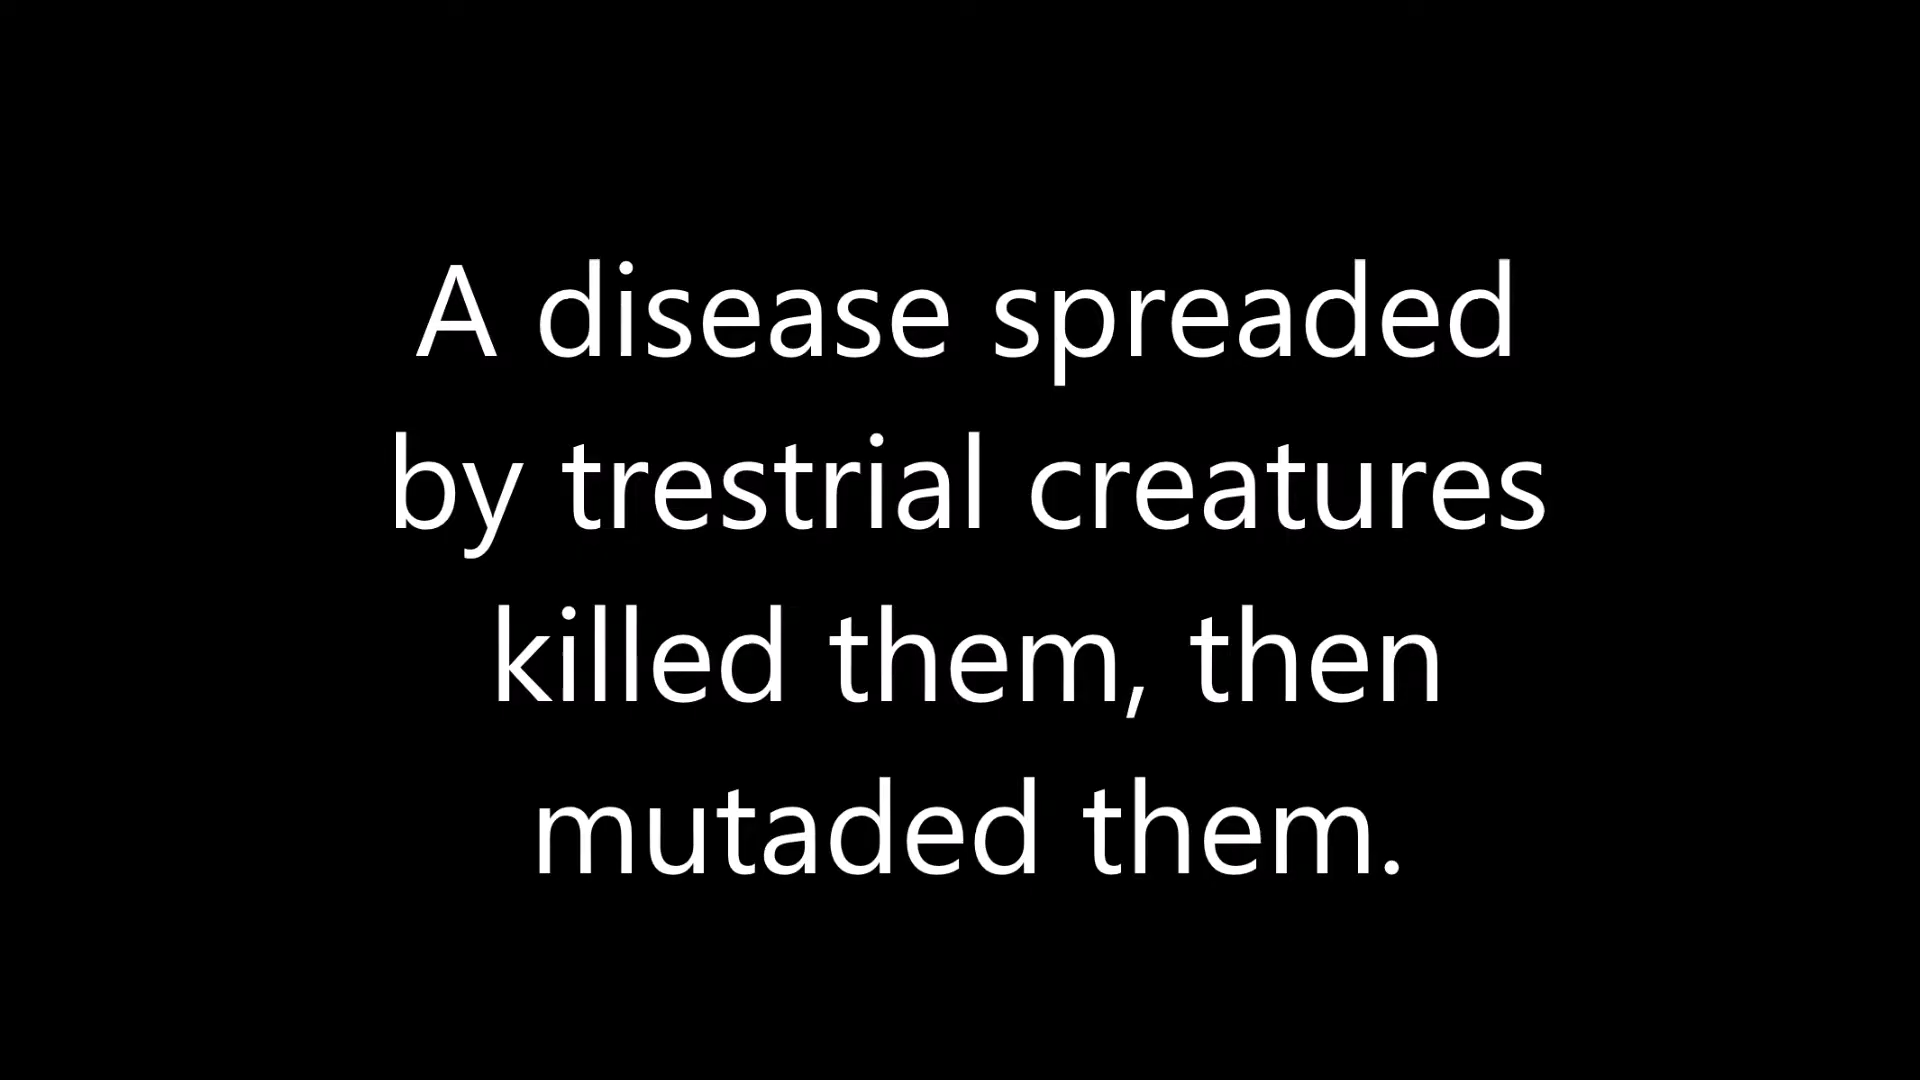 A disease spreaded
by trestrial creatures
killed them, then
mutaded them.